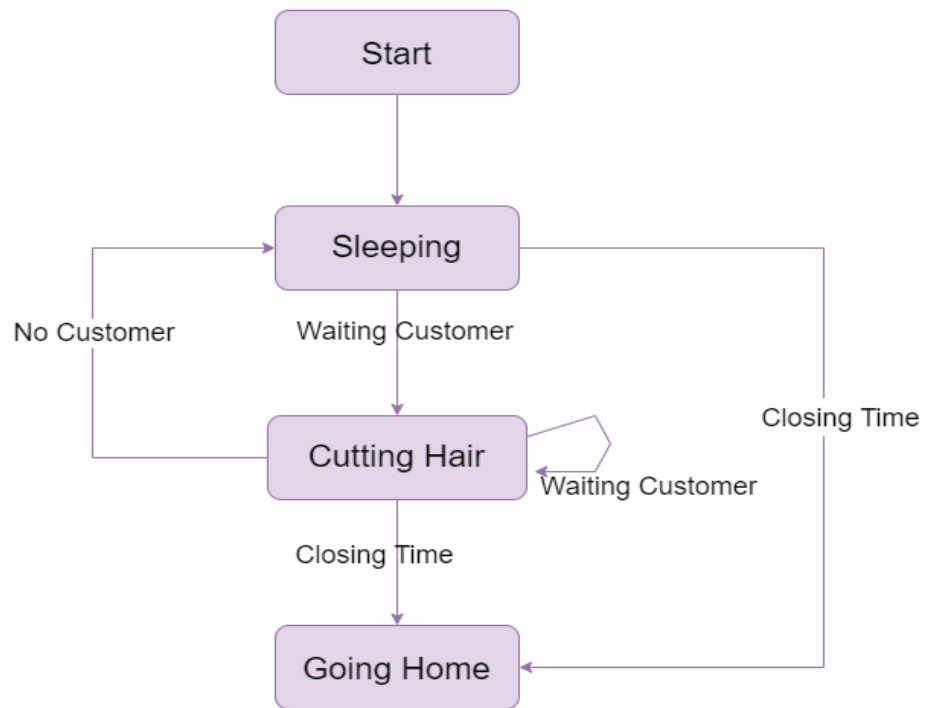 Start
Sleeping
No Customer
Waiting Customer
Closing Time
Cutting Hair
Waiting Customer
Closing Time
Going Home